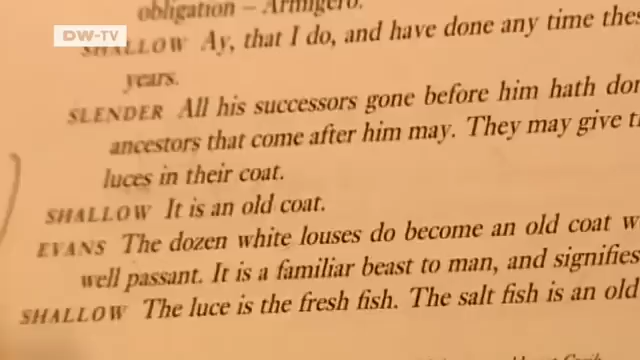 DW-TV
obligation – Armigero.
SHALLOW Ay, that I do, and have done any time thes
years.
SLENDER All his successors gone before him hath don
ancestors that come after him may. They may give t
luces in their coat.
SHALLOW It is an old coat.
EVANS The dozen white louses do become an old coat w
well passant. It is a familiar beast to man, and signifies
SHALLOW The luce is the fresh fish. The salt fish is an old